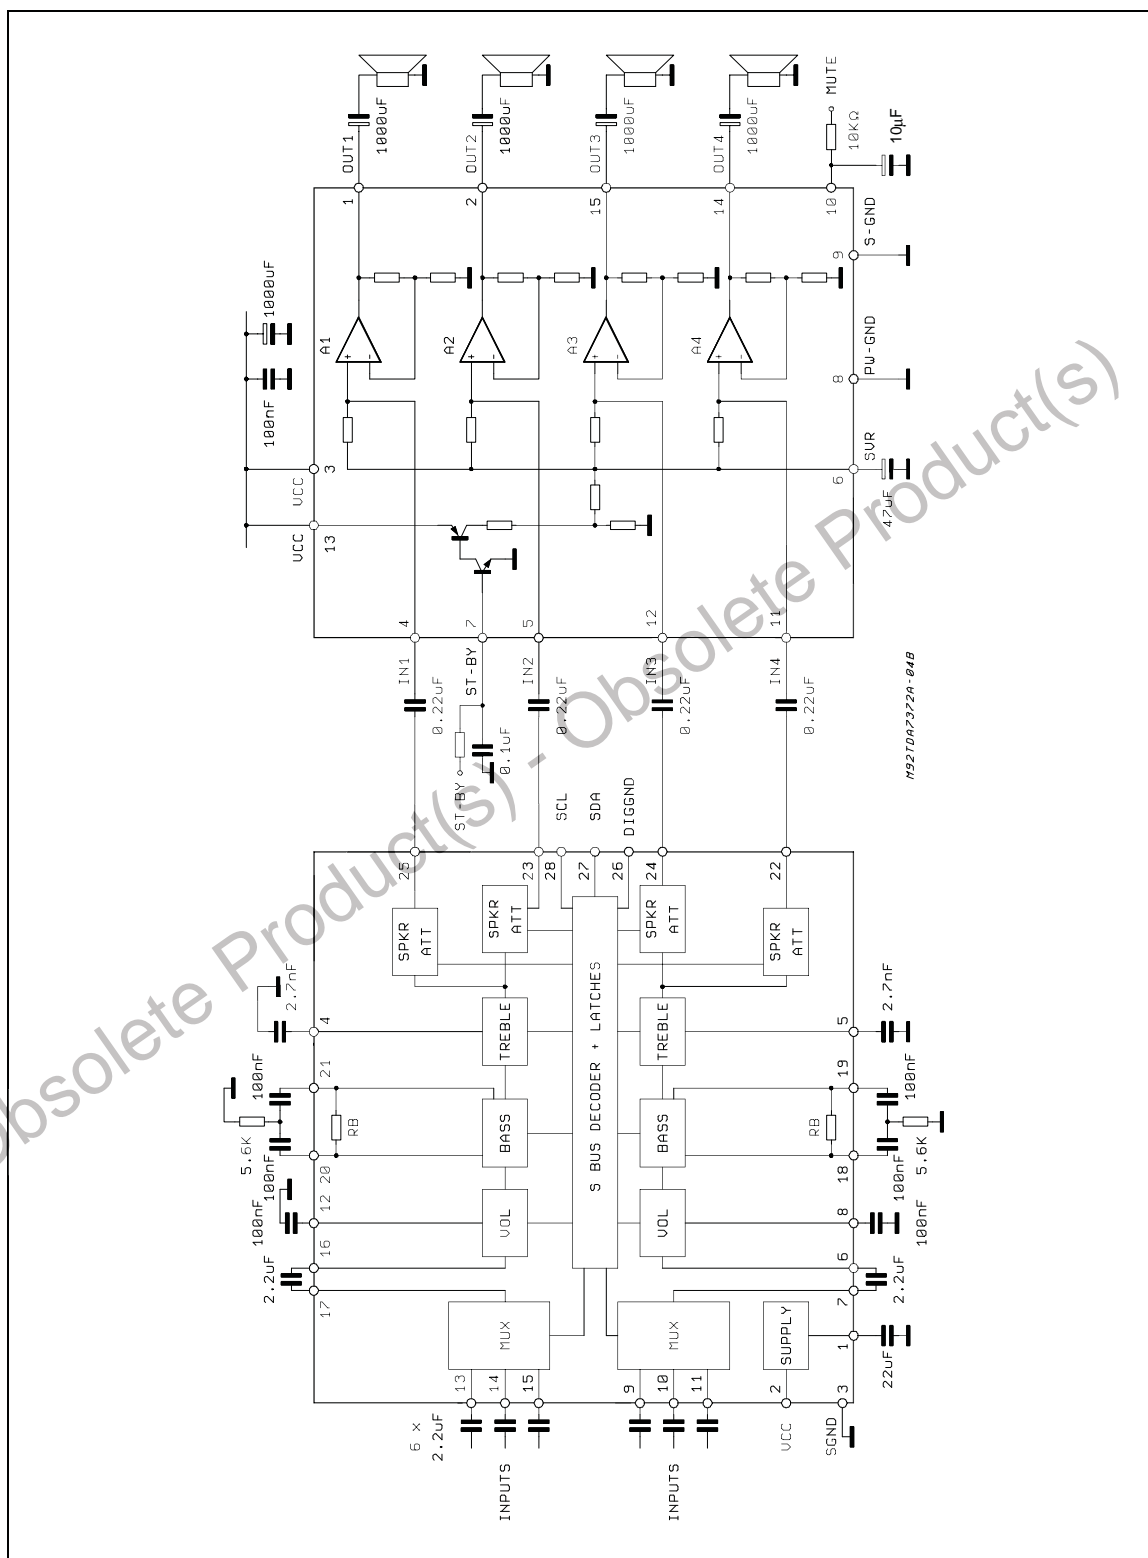 OUT1
1000uF
OUT2
1000uF
OUT3
1000uF
OUT4
1000uF
MUTE
10KΩ
10µF
1
2
15
14
10
S-GND
9
PW-GND
8
SVR
6
47uF
1000uF
100nF
A1
A2
A3
A4
VCC
3
VCC
13
4
7
5
12
11
IN1
0.22uF
ST-BY
ST-BY
0.1uF
IN2
0.22uF
IN3
0.22uF
IN4
0.22uF
M92TDA7372A-04B
SCL
SDA
DIGGND
25
23
28
27
26
24
22
SPKR
ATT
SPKR
ATT
SPKR
ATT
SPKR
ATT
S BUS DECODER + LATCHES
TREBLE
TREBLE
BASS
BASS
VOL
VOL
MUX
MUX
SUPPLY
RB
RB
2.7nF
4
21
100nF
5.6K
100nF
20
12
100nF
16
2.2uF
17
2.7nF
5
19
100nF
5.6K
100nF
18
8
100nF
6
2.2uF
7
1
22uF
13
14
15
9
10
11
2
3
6 x
2.2uF
INPUTS
INPUTS
VCC
SGND
Obsolete Product(s) - Obsolete Product(s)